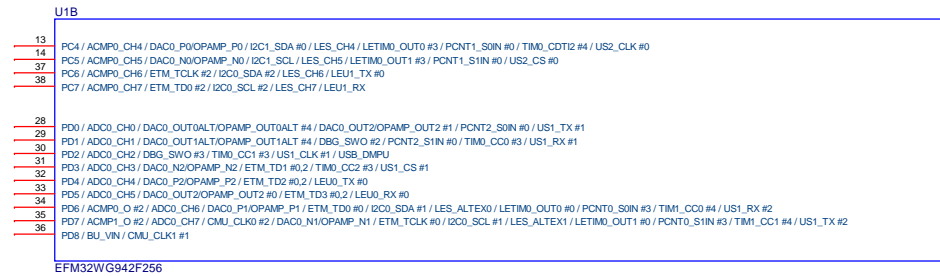 U1B
13 PC4 / ACMP0_CH4 / DAC0_P0/OPAMP_P0 / I2C1_SDA #0 / LES_CH4 / LETIM0_OUT0 #3 / PCNT1_S0IN #0 / TIM0_CDTI2 #4 / US2_CLK #0
14 PC5 / ACMP0_CH5 / DAC0_N0/OPAMP_N0 / I2C1_SCL / LES_CH5 / LETIM0_OUT1 #3 / PCNT1_S1IN #0 / US2_CS #0
37 PC6 / ACMP0_CH6 / ETM_TCLK #2 / I2C0_SDA #2 / LES_CH6 / LEU1_TX #0
38 PC7 / ACMP0_CH7 / ETM_TD0 #2 / I2C0_SCL #2 / LES_CH7 / LEU1_RX
28 PD0 / ADC0_CH0 / DAC0_OUT0ALT/OPAMP_OUT0ALT #4 / DAC0_OUT2/OPAMP_OUT2 #1 / PCNT2_S0IN #0 / US1_TX #1
29 PD1 / ADC0_CH1 / DAC0_OUT1ALT/OPAMP_OUT1ALT #4 / DBG_SWO #2 / PCNT2_S1IN #0 / TIM0_CC0 #3 / US1_RX #1
30 PD2 / ADC0_CH2 / DBG_SWO #3 / TIM0_CC1 #3 / US1_CLK #1 / USB_DMPU
31 PD3 / ADC0_CH3 / DAC0_N2/OPAMP_N2 / ETM_TD1 #0,2 / TIM0_CC2 #3 / US1_CS #1
32 PD4 / ADC0_CH4 / DAC0_P2/OPAMP_P2 / ETM_TD2 #0,2 / LEU0_TX #0
33 PD5 / ADC0_CH5 / DAC0_OUT2/OPAMP_OUT2 #0 / ETM_TD3 #0,2 / LEU0_RX #0
34 PD6 / ACMP0_O #2 / ADC0_CH6 / DAC0_P1/OPAMP_P1 / ETM_TD0 #0 / I2C0_SDA #1 / LES_ALTEX0 / LETIM0_OUT0 #0 / PCNT0_S0IN #3 / TIM1_CC0 #4 / US1_RX #2
35 PD7 / ACMP1_O #2 / ADC0_CH7 / CMU_CLK0 #2 / DAC0_N1/OPAMP_N1 / ETM_TCLK #0 / I2C0_SCL #1 / LES_ALTEX1 / LETIM0_OUT1 #0 / PCNT0_S1IN #3 / TIM1_CC1 #4 / US1_TX #2
36 PD8 / BU_VIN / CMU_CLK1 #1
EFM32WG942F256